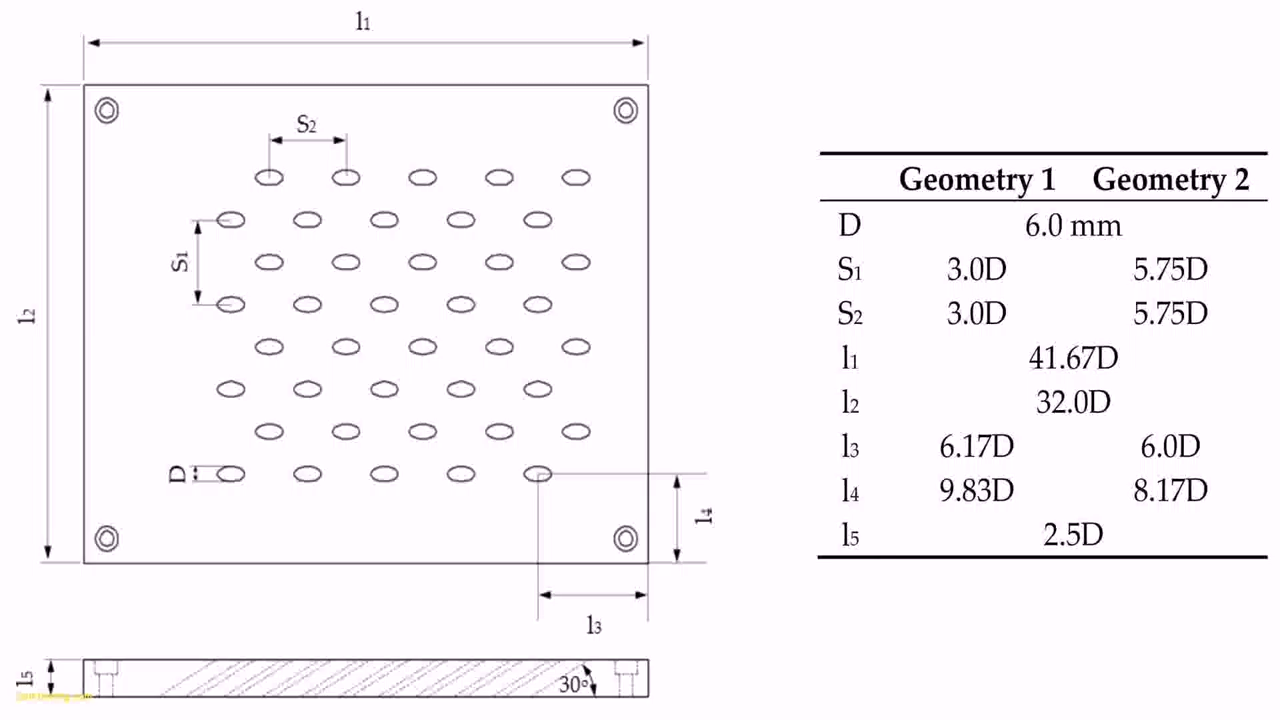 l1
S2
S1
l2
D
l4
l3
l5
30°
Geometry 1 Geometry 2
D 6.0 mm
S1 3.0D 5.75D
S2 3.0D 5.75D
l1 41.67D
l2 32.0D
l3 6.17D 6.0D
l4 9.83D 8.17D
l5 2.5D